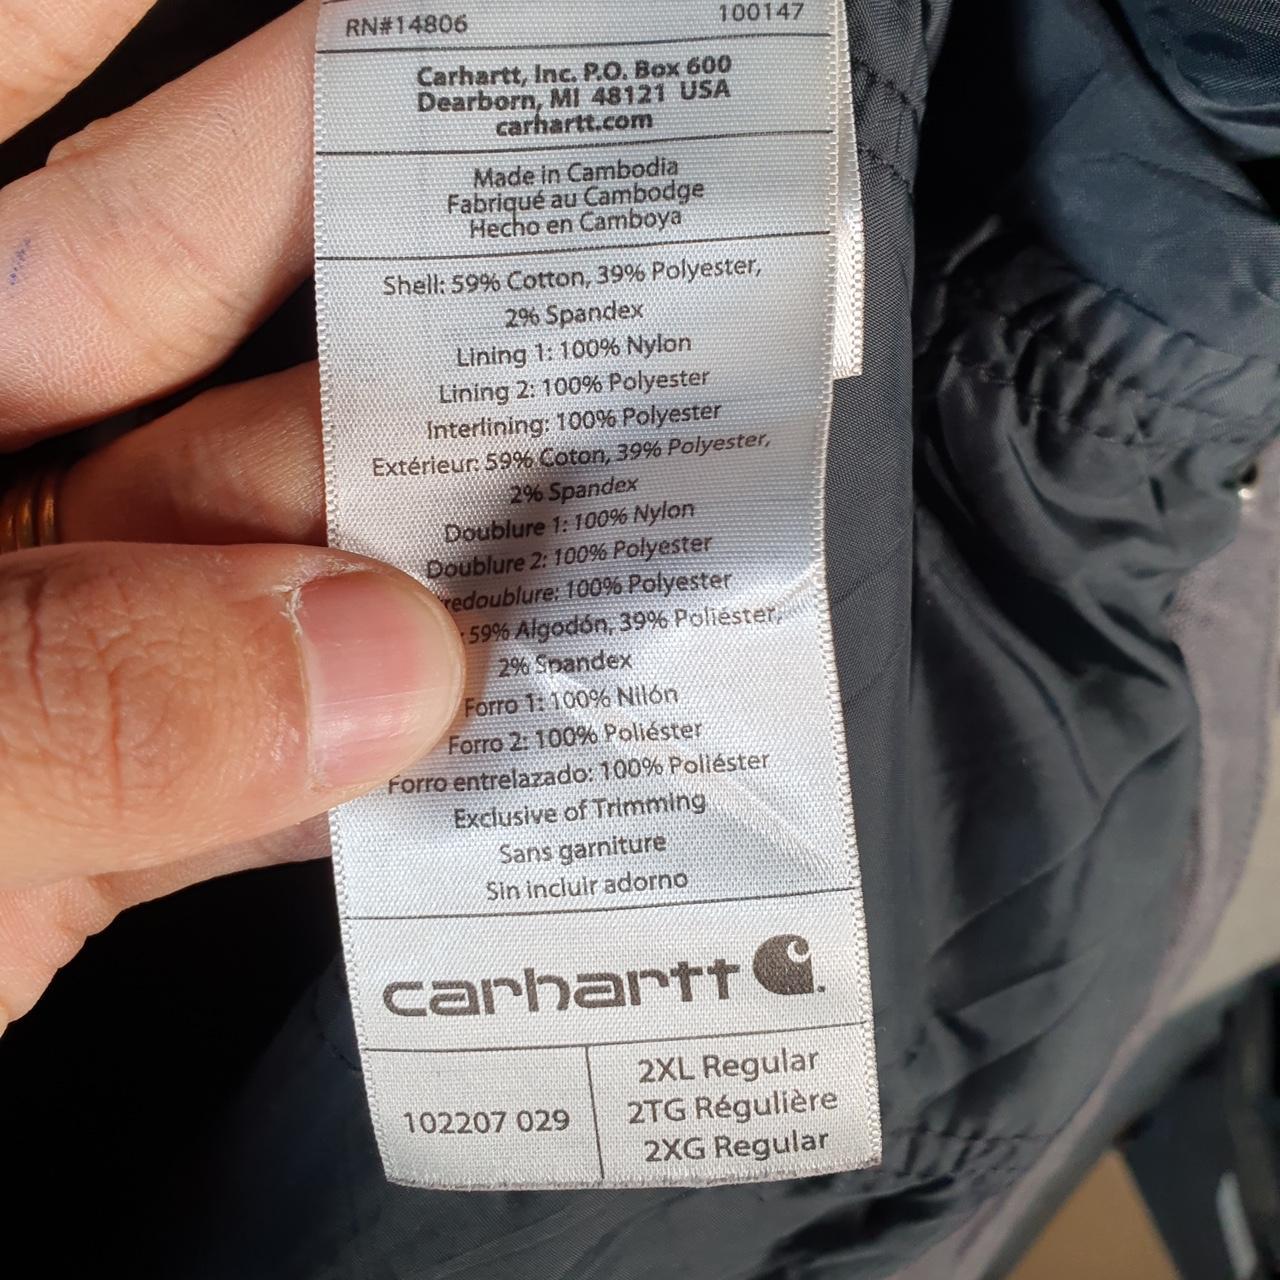 RN#14806 100147
Carhartt, Inc. P.O. Box 600
Dearborn, MI 48121 USA
carhartt.com
Made in Cambodia
Fabriqué au Cambodge
Hecho en Camboya
Shell: 59% Cotton, 39% Polyester,
2% Spandex
Lining 1: 100% Nylon
Lining 2: 100% Polyester
Interlining: 100% Polyester
Extérieur: 59% Coton, 39% Polyester,
2% Spandex
Doublure 1: 100% Nylon
Doublure 2: 100% Polyester
redoublure: 100% Polyester
: 59% Algodón, 39% Poliéster,
2% Spandex
Forro 1: 100% Nilón
Forro 2: 100% Poliéster
Forro entrelazado: 100% Poliéster
Exclusive of Trimming
Sans garniture
Sin incluir adorno
carhartt
102207 029
2XL Regular
2TG Régulière
2XG Regular